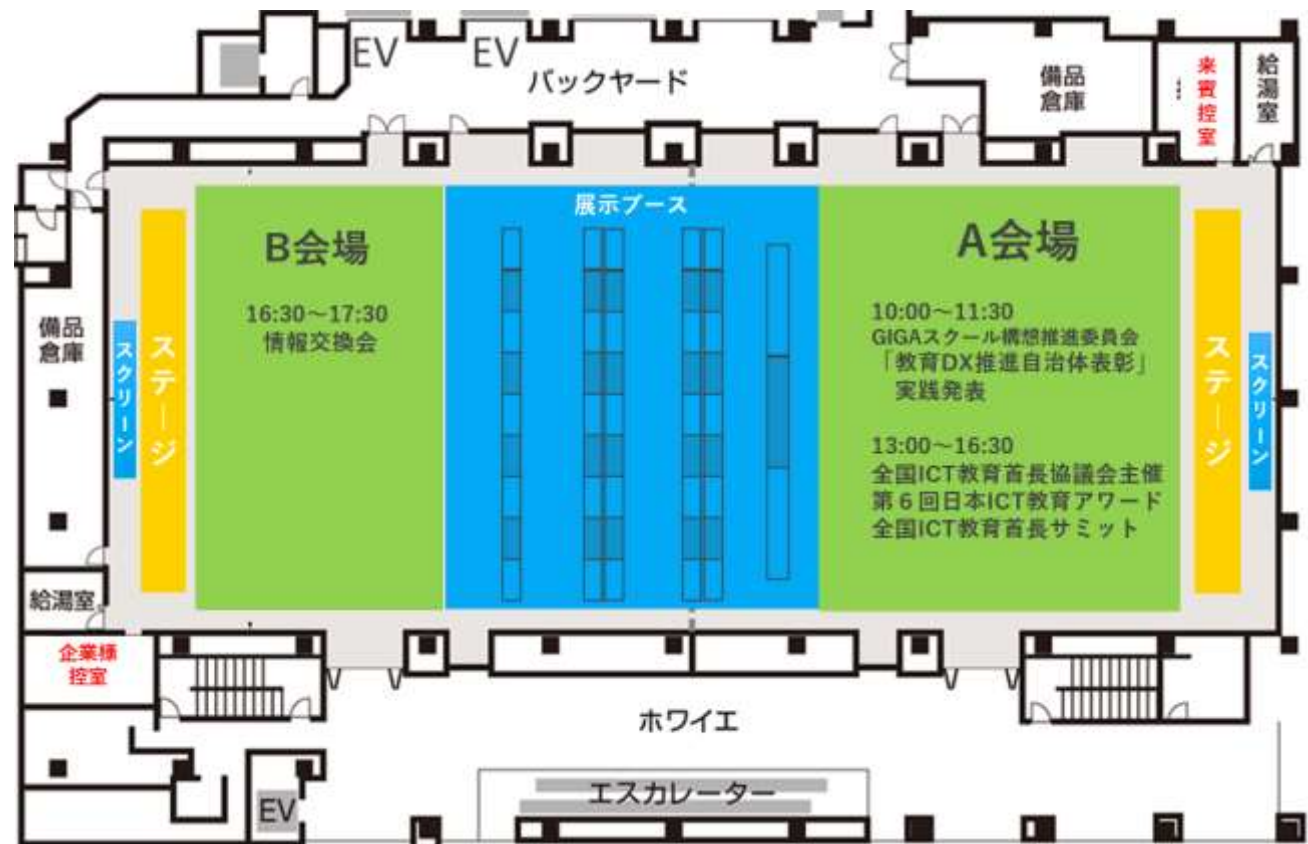 EV
EV
バックヤード
備品
倉庫
来賓控室
給湯室
展示ブース
B会場
16:30～17:30
情報交換会
A会場
10:00～11:30
GIGAスクール構想推進委員会
「教育DX推進自治体表彰」
実践発表
13:00～16:30
全国ICT教育首長協議会主催
第6回日本ICT教育アワード
全国ICT教育首長サミット
備品
倉庫
スクリーン
ステージ
ステージ
スクリーン
給湯室
企業様
控室
ホワイエ
エスカレーター
EV